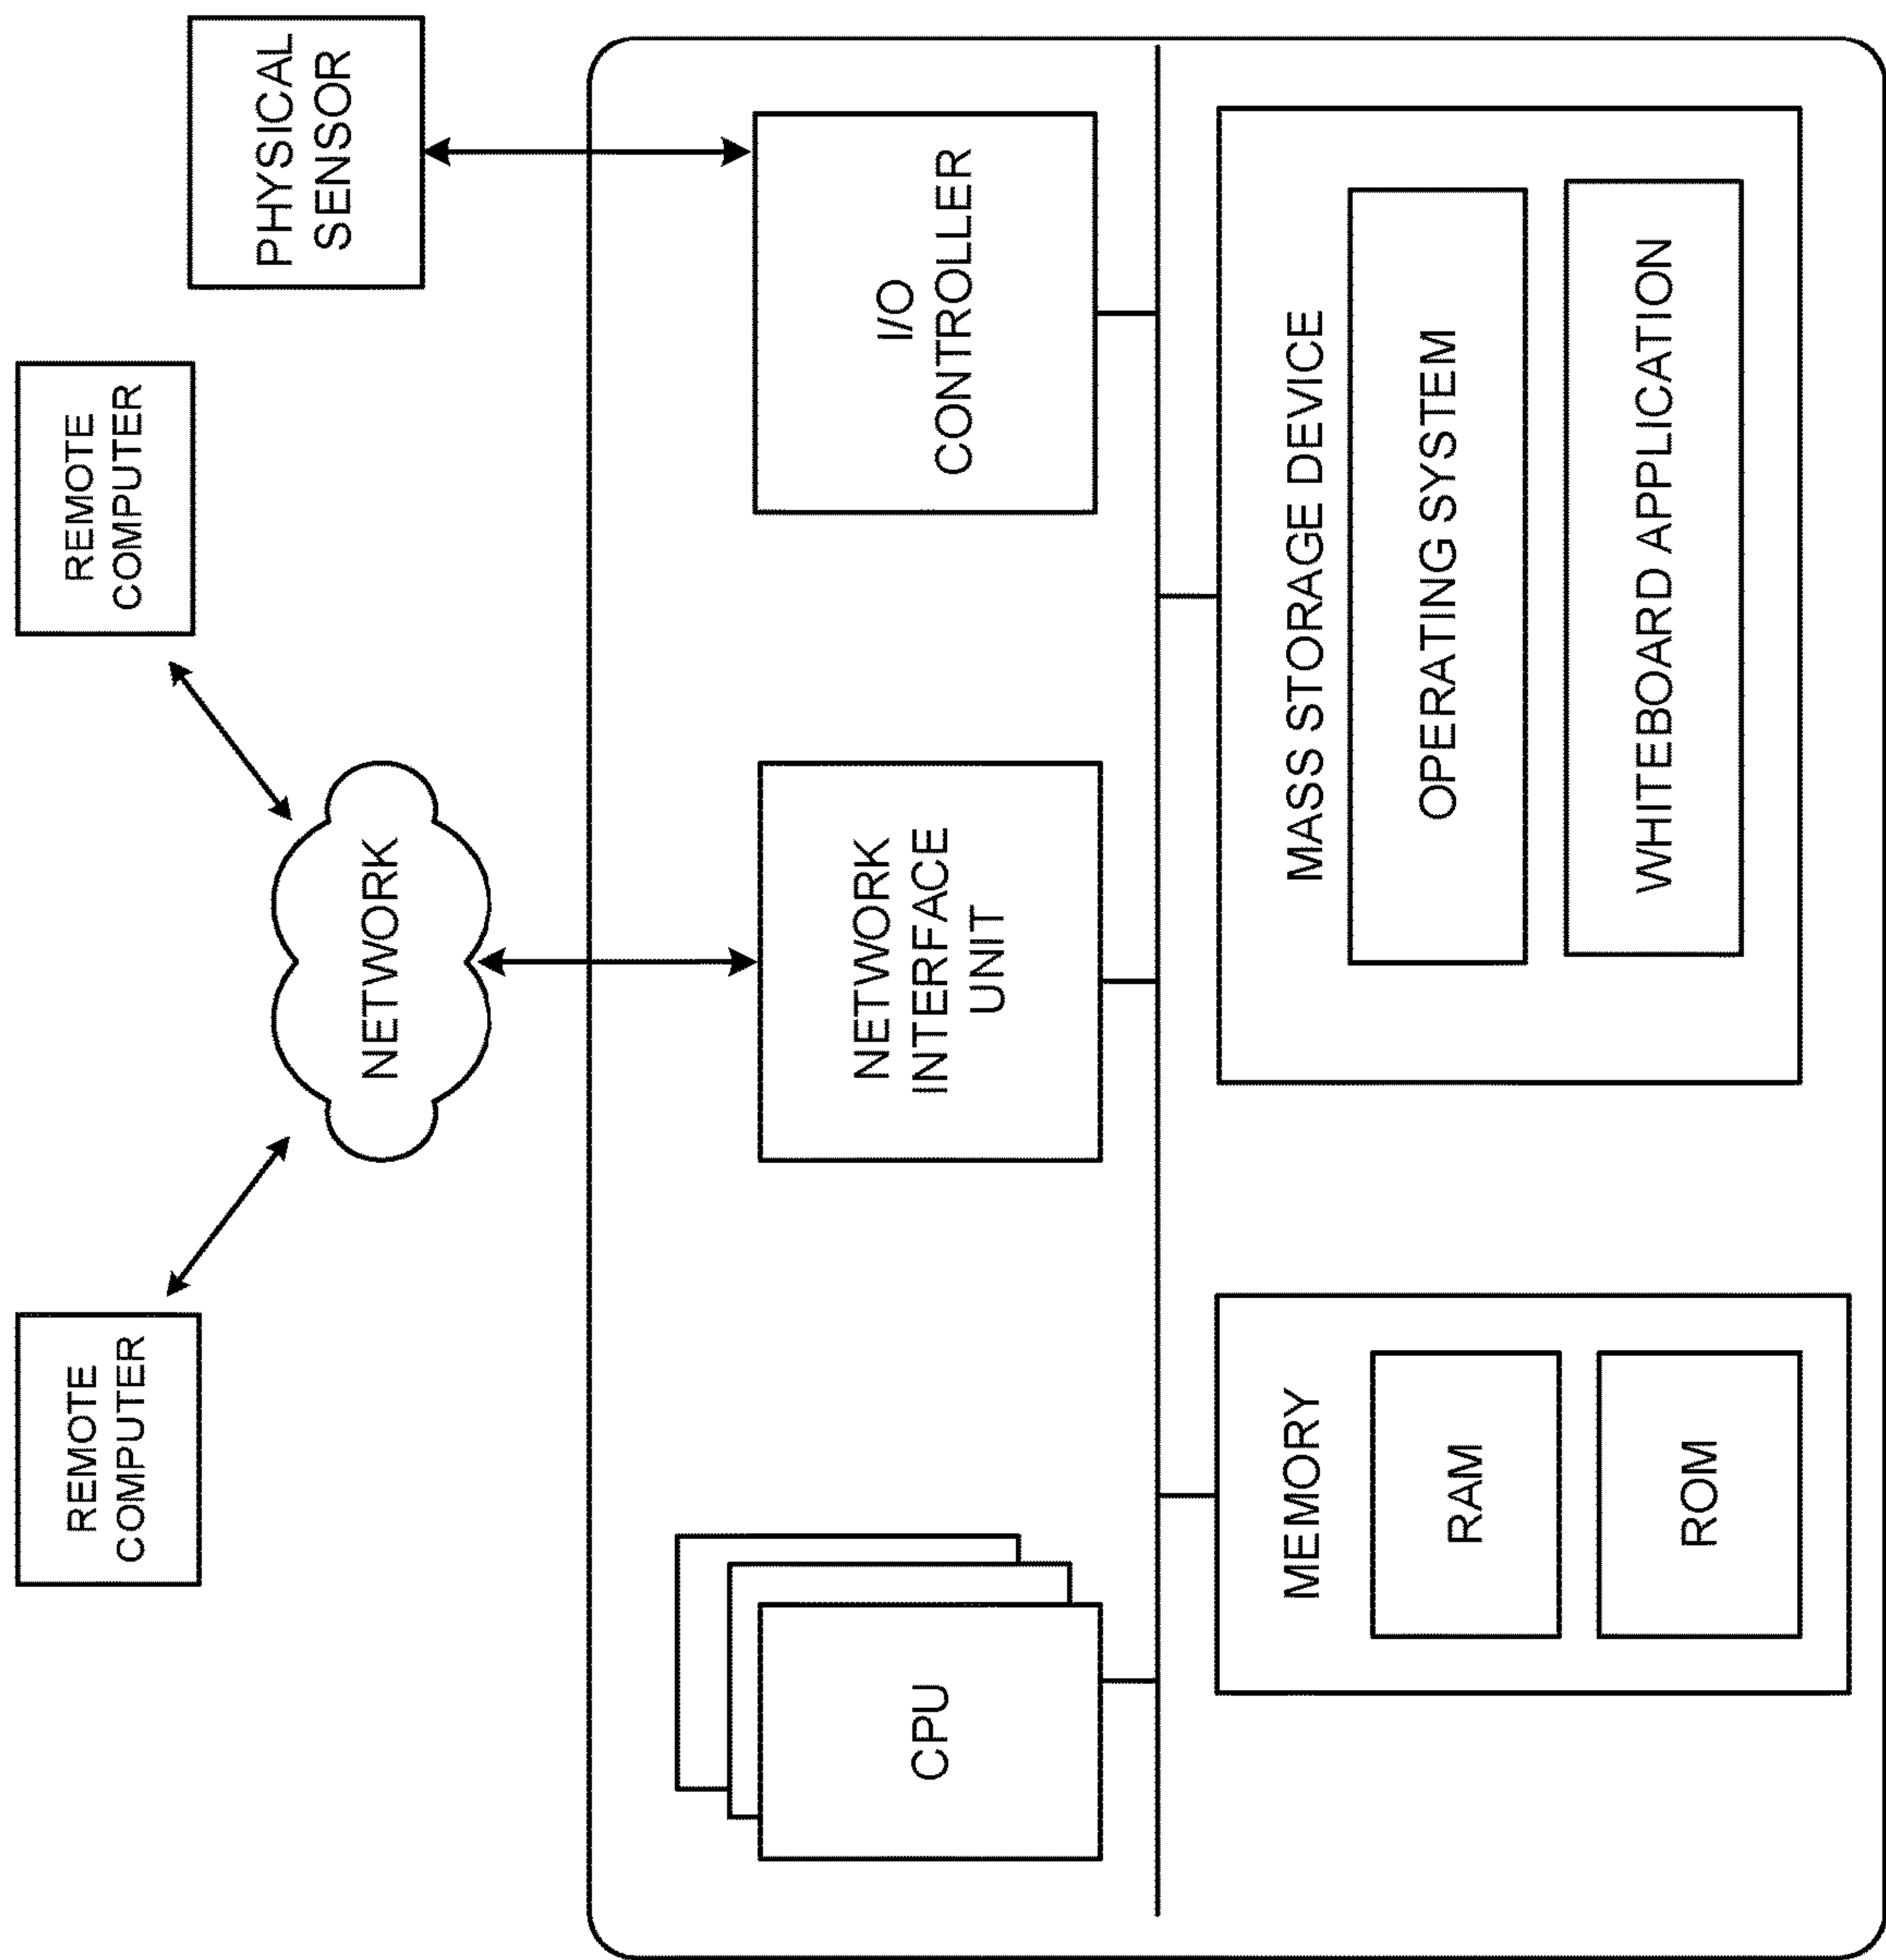 REMOTE
COMPUTER
REMOTE
COMPUTER
PHYSICAL
SENSOR
NETWORK
CPU
NETWORK
INTERFACE
UNIT
I/O
CONTROLLER
MEMORY
RAM
ROM
MASS STORAGE DEVICE
OPERATING SYSTEM
WHITEBOARD APPLICATION